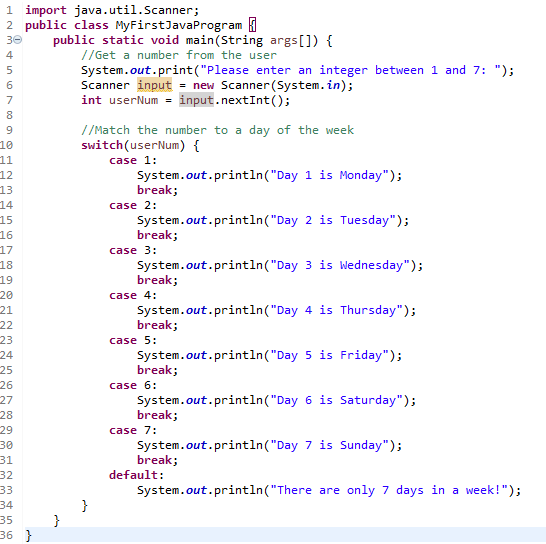 1 import java.util.Scanner;
2 public class MyFirstJavaProgram {
3 public static void main(String args[]) {
4 //Get a number from the user
5 System.out.print("Please enter an integer between 1 and 7: ");
6 Scanner input = new Scanner(System.in);
7 int userNum = input.nextInt();
8
9 //Match the number to a day of the week
10 switch(userNum) {
11 case 1:
12 System.out.println("Day 1 is Monday");
13 break;
14 case 2:
15 System.out.println("Day 2 is Tuesday");
16 break;
17 case 3:
18 System.out.println("Day 3 is Wednesday");
19 break;
20 case 4:
21 System.out.println("Day 4 is Thursday");
22 break;
23 case 5:
24 System.out.println("Day 5 is Friday");
25 break;
26 case 6:
27 System.out.println("Day 6 is Saturday");
28 break;
29 case 7:
30 System.out.println("Day 7 is Sunday");
31 break;
32 default:
33 System.out.println("There are only 7 days in a week!");
34 }
35 }
36 }